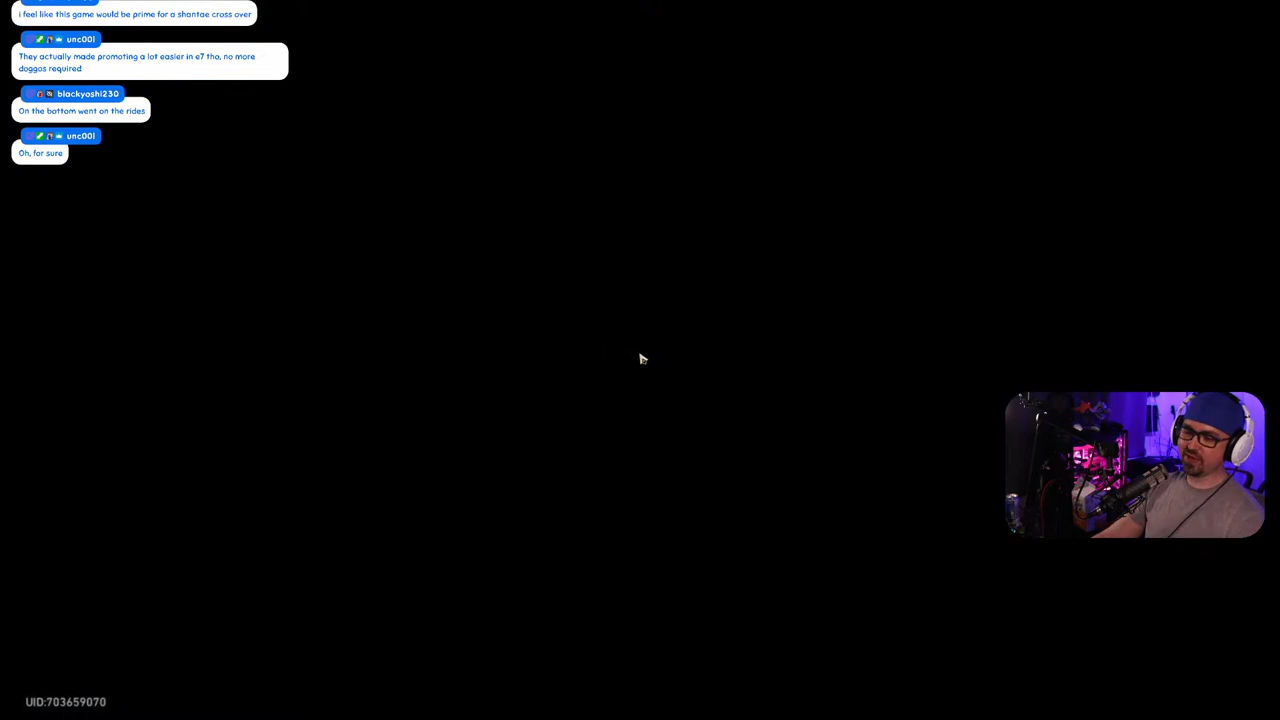 i feel like this game would be prime for a shantae cross over
unc00l
They actually made promoting a lot easier in e7 tho, no more
doggos required
blackyoshi230
On the bottom went on the rides
unc00l
Oh, for sure
UID:703659070